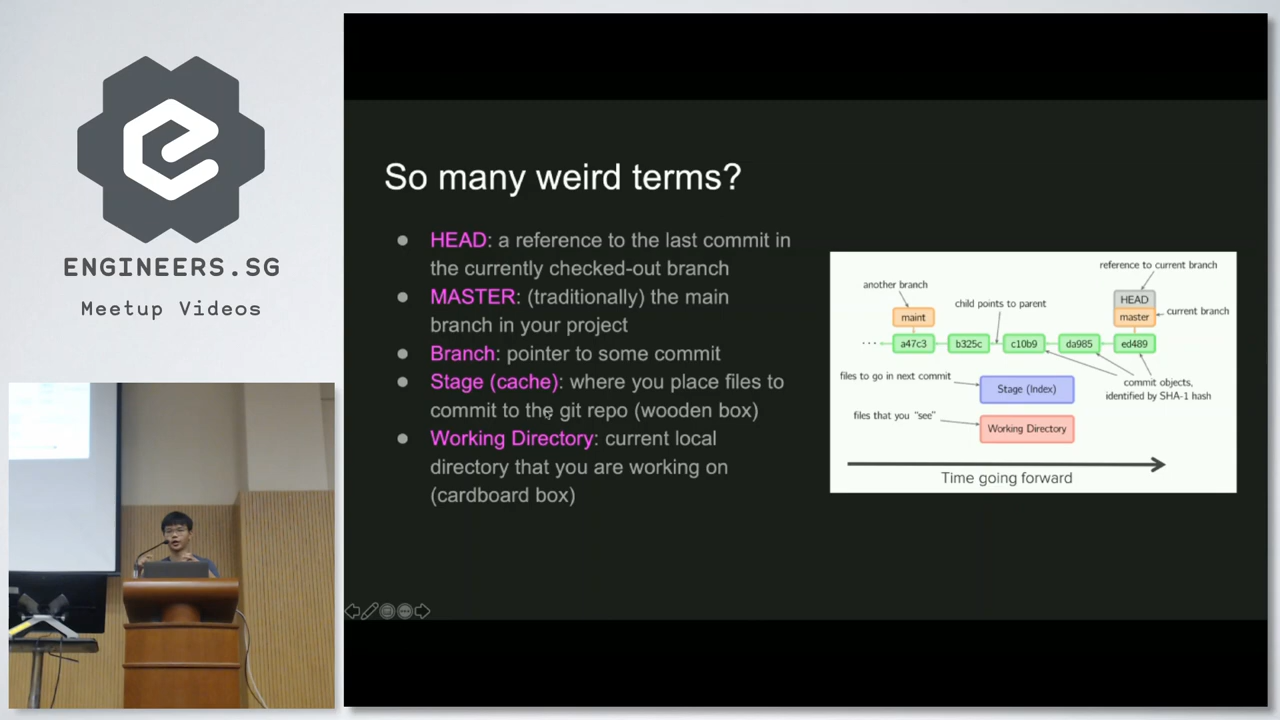 ENGINEERS.SG
Meetup Videos
So many weird terms?
● HEAD: a reference to the last commit in
the currently checked-out branch
● MASTER: (traditionally) the main
branch in your project
● Branch: pointer to some commit
● Stage (cache): where you place files to
commit to the git repo (wooden box)
● Working Directory: current local
directory that you are working on
(cardboard box)
reference to current branch
another branch
HEAD
child points to parent
maint
master
current branch
··· a47c3 b325c c10b9 da985 ed489
files to go in next commit
Stage (Index)
commit objects,
identified by SHA-1 hash
files that you "see"
Working Directory
Time going forward